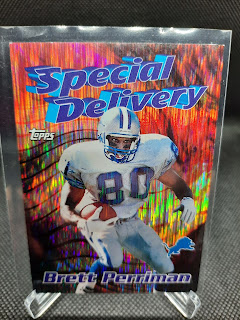 Special
Delivery
Topps
80
Brett Perriman